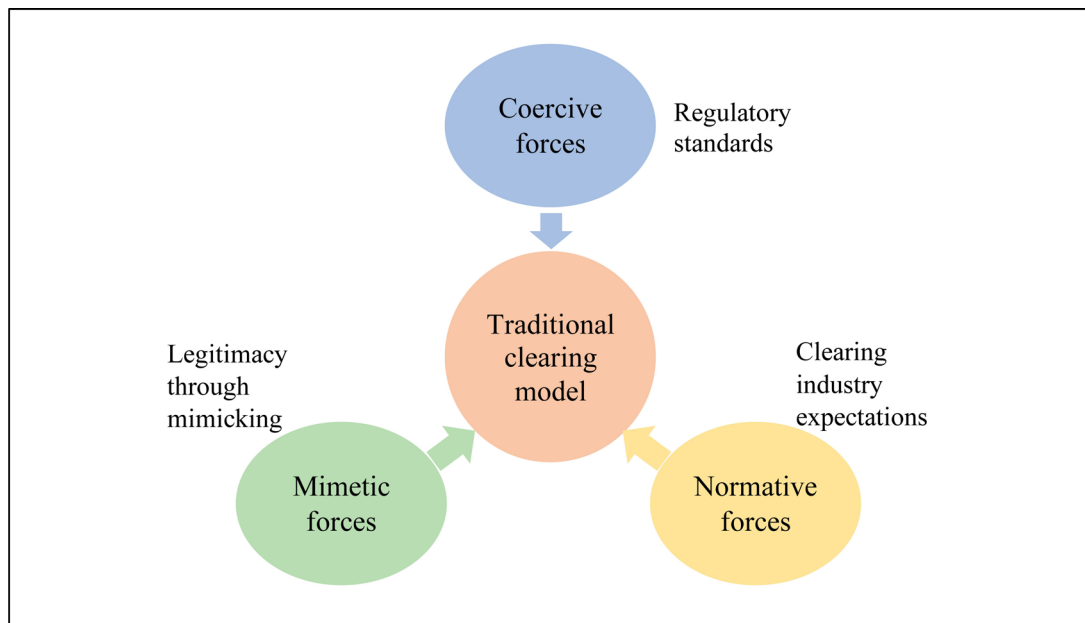 Coercive
forces
Regulatory
standards
Traditional
clearing
model
Legitimacy
through
mimicking
Clearing
industry
expectations
Mimetic
forces
Normative
forces